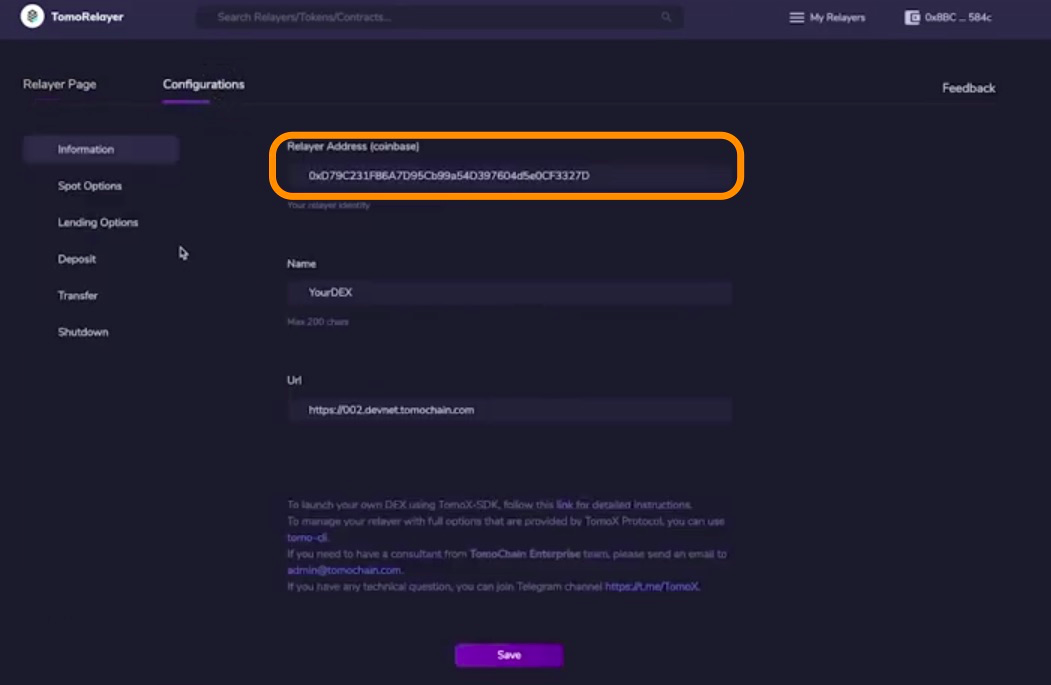 TomoRelayer
Search Relayers/Tokens/Contracts...
My Relayers
0x8BC ... 584c
Relayer Page
Configurations
Feedback
Information
Spot Options
Lending Options
Deposit
Transfer
Shutdown
Relayer Address (coinbase)
0xD79C231FB6A7D95Cb99a54D397604d5e0CF3327D
Your relayer identity
Name
YourDEX
Max 200 chars
Url
https://002.devnet.tomochain.com
To launch your own DEX using TomoX-SDK, follow this link for detailed instructions.
To manage your relayer with full options that are provided by TomoX Protocol, you can use
tomo-cli.
If you need to have a consultant from TomoChain Enterprise team, please send an email to
admin@tomochain.com.
If you have any technical question, you can join Telegram channel https://t.me/TomoX.
Save